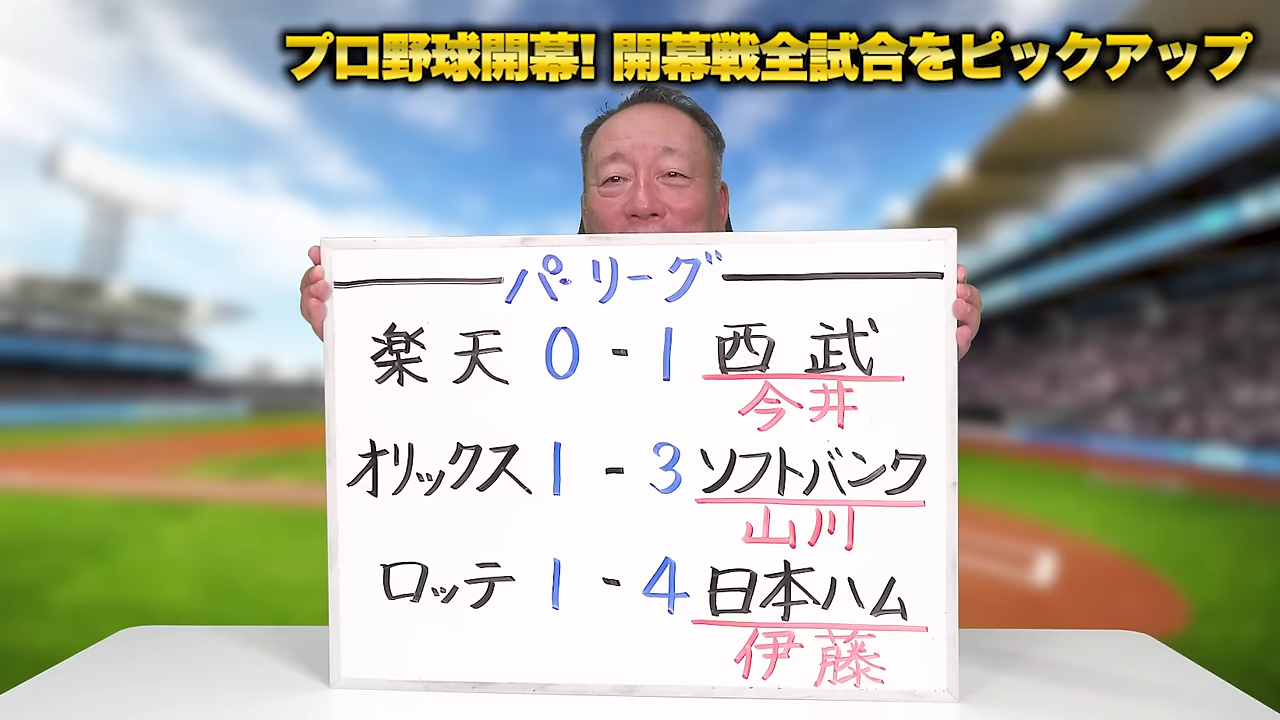 プロ野球開幕! 開幕戦全試合をピックアップ
パ・リーグ
楽天 0 - 1 西武
今井
オリックス 1 - 3 ソフトバンク
山川
ロッテ 1 - 4 日本ハム
伊藤